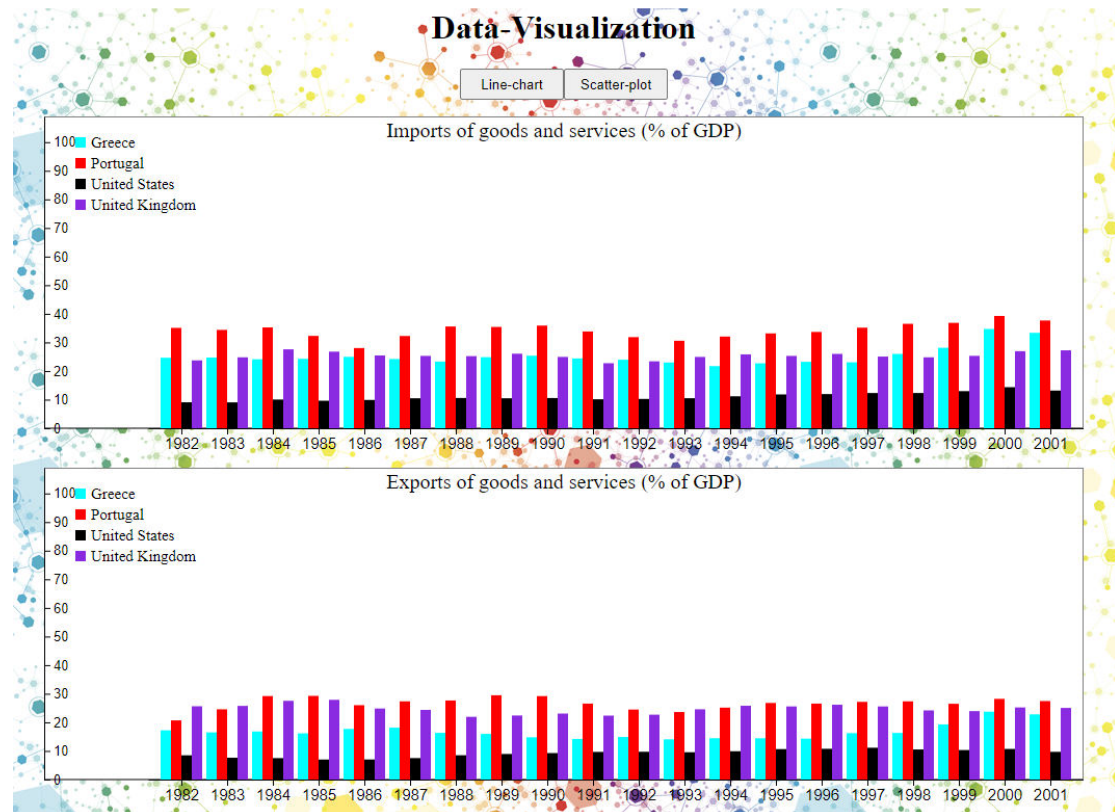 Data-Visualization
Line-chart Scatter-plot
Imports of goods and services (% of GDP)
100
90
80
70
60
50
40
30
20
10
0
Greece
Portugal
United States
United Kingdom
1982 1983 1984 1985 1986 1987 1988 1989 1990 1991 1992 1993 1994 1995 1996 1997 1998 1999 2000 2001
Exports of goods and services (% of GDP)
100
90
80
70
60
50
40
30
20
10
0
Greece
Portugal
United States
United Kingdom
1982 1983 1984 1985 1986 1987 1988 1989 1990 1991 1992 1993 1994 1995 1996 1997 1998 1999 2000 2001